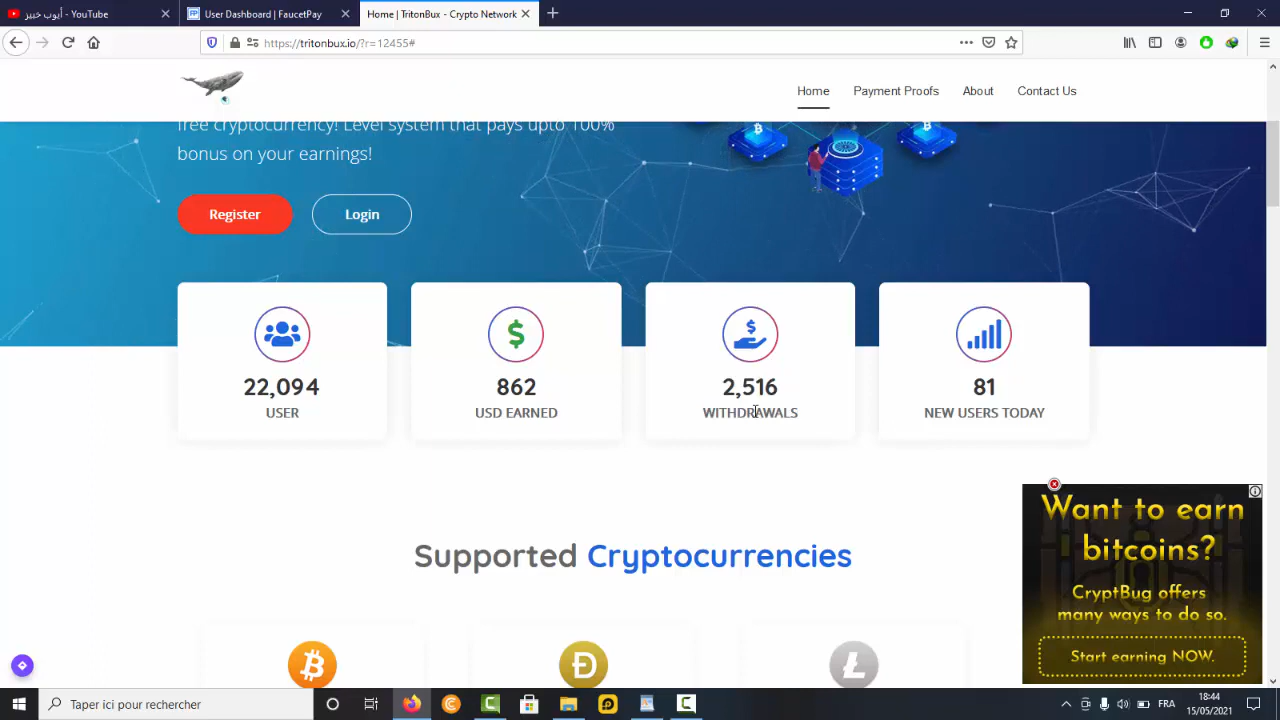 أيوب خبيز - YouTube
User Dashboard | FaucetPay
Home | TritonBux - Crypto Network
https://tritonbux.io/?r=12455#
Home
Payment Proofs
About
Contact Us
free cryptocurrency! Level system that pays upto 100%
bonus on your earnings!
Register
Login
22,094
USER
862
USD EARNED
2,516
WITHDRAWALS
81
NEW USERS TODAY
Supported Cryptocurrencies
Want to earn
bitcoins?
CryptBug offers
many ways to do so.
Start earning NOW.
Taper ici pour rechercher
FRA
18:44
15/05/2021